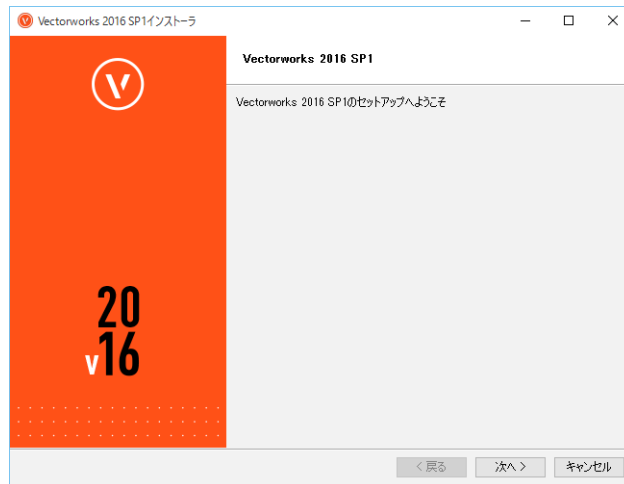 Vectorworks 2016 SP1インストーラ
Vectorworks 2016 SP1
Vectorworks 2016 SP1のセットアップへようこそ
20
v16
< 戻る
次へ >
キャンセル